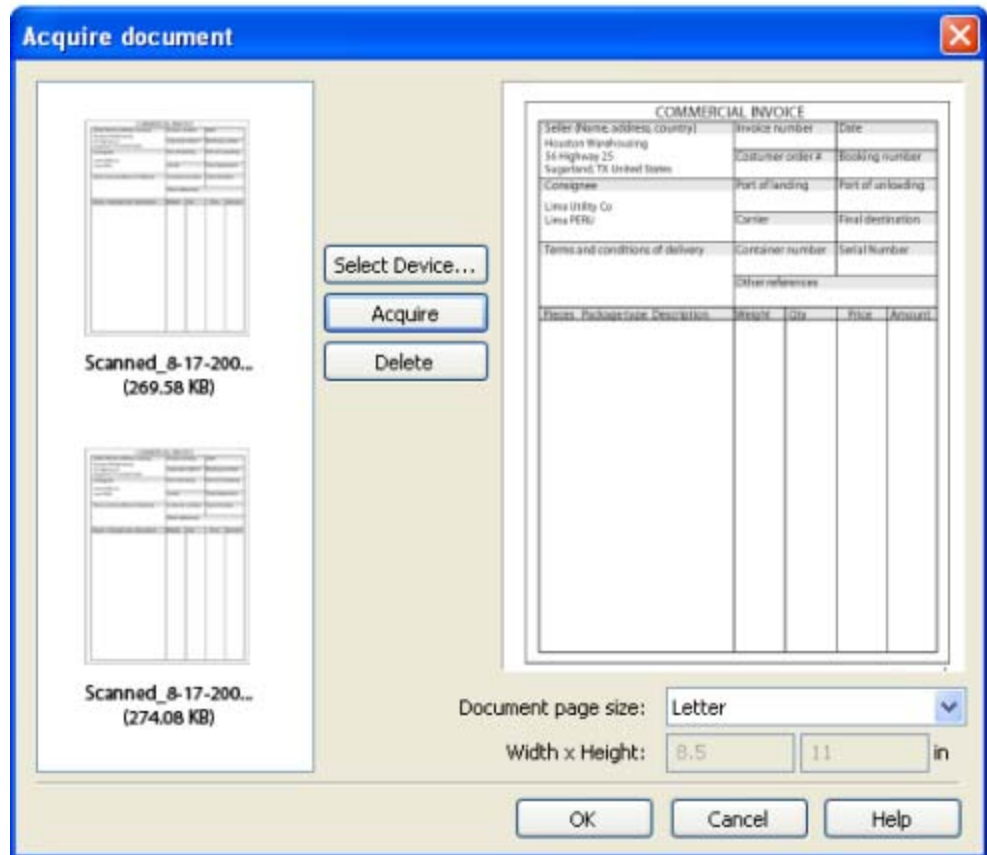 Acquire document
Scanned_8-17-200...
(269.58 KB)
Scanned_8-17-200...
(274.08 KB)
Select Device...
Acquire
Delete
COMMERCIAL INVOICE
Seller (Name, address, country)
Invoice number
Date
Houston Warehousing
56 Highway 25
Sugarland, TX United States
Costumer order #
Booking number
Consignee
Port of landing
Port of unloading
Lima Utility Co
Lima PERU
Carrier
Final destination
Terms and conditions of delivery
Container number
Serial Number
Other references
Pieces Package type Description
Weight
Qty
Price
Amount
Document page size:
Letter
Width x Height:
8.5
11
in
OK
Cancel
Help